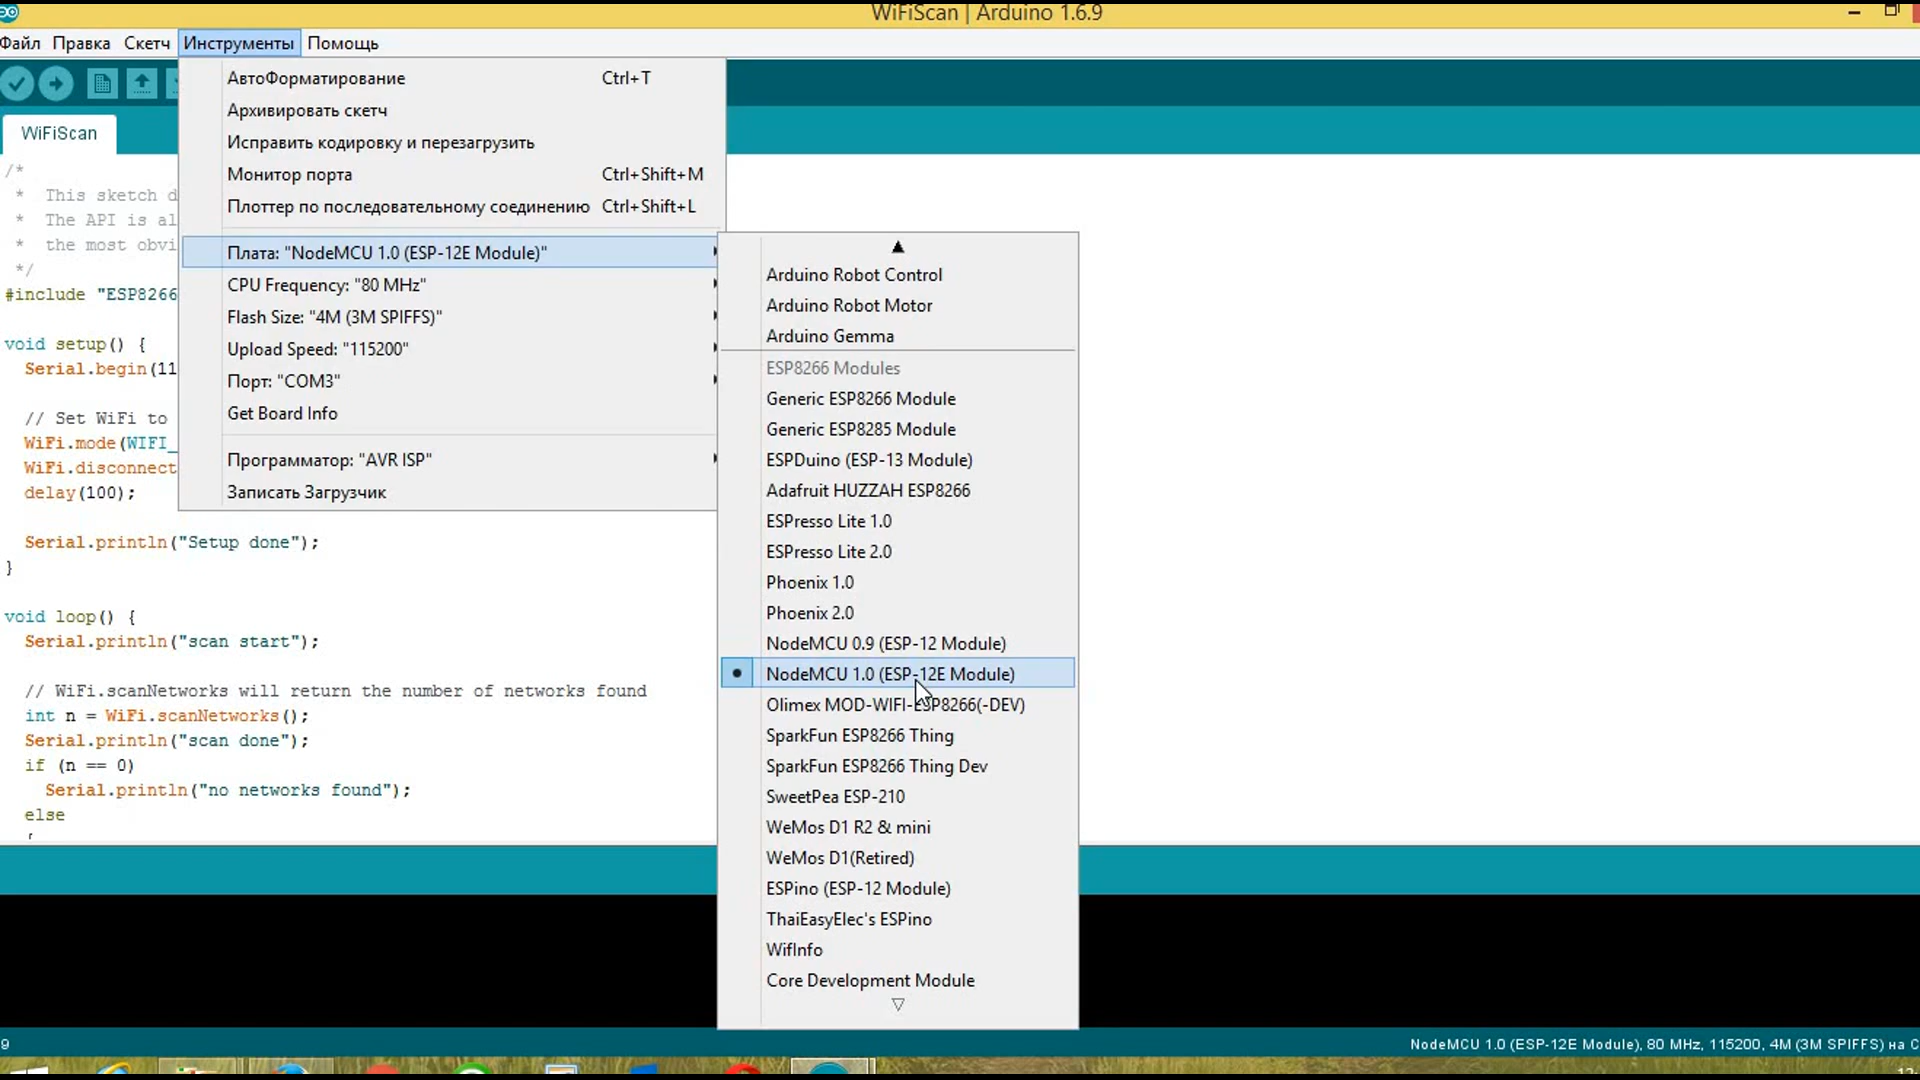 WiFiScan | Arduino 1.6.9
Файл Правка Скетч Инструменты Помощь
АвтоФорматирование Ctrl+T
Архивировать скетч
Исправить кодировку и перезагрузить
Монитор порта Ctrl+Shift+M
Плоттер по последовательному соединению Ctrl+Shift+L
Плата: "NodeMCU 1.0 (ESP-12E Module)"
CPU Frequency: "80 MHz"
Flash Size: "4M (3M SPIFFS)"
Upload Speed: "115200"
Порт: "COM3"
Get Board Info
Программатор: "AVR ISP"
Записать Загрузчик
Arduino Robot Control
Arduino Robot Motor
Arduino Gemma
ESP8266 Modules
Generic ESP8266 Module
Generic ESP8285 Module
ESPDuino (ESP-13 Module)
Adafruit HUZZAH ESP8266
ESPresso Lite 1.0
ESPresso Lite 2.0
Phoenix 1.0
Phoenix 2.0
NodeMCU 0.9 (ESP-12 Module)
NodeMCU 1.0 (ESP-12E Module)
Olimex MOD-WIFI-ESP8266(-DEV)
SparkFun ESP8266 Thing
SparkFun ESP8266 Thing Dev
SweetPea ESP-210
WeMos D1 R2 & mini
WeMos D1(Retired)
ESPino (ESP-12 Module)
ThaiEasyElec's ESPino
WifInfo
Core Development Module
WiFiScan
/*
* This sketch d
* The API is al
* the most obvi
*/
#include "ESP8266
void setup() {
Serial.begin(11
// Set WiFi to
WiFi.mode(WIFI_
WiFi.disconnect
delay(100);
Serial.println("Setup done");
}
void loop() {
Serial.println("scan start");
// WiFi.scanNetworks will return the number of networks found
int n = WiFi.scanNetworks();
Serial.println("scan done");
if (n == 0)
Serial.println("no networks found");
else
9
NodeMCU 1.0 (ESP-12E Module), 80 MHz, 115200, 4M (3M SPIFFS) на C